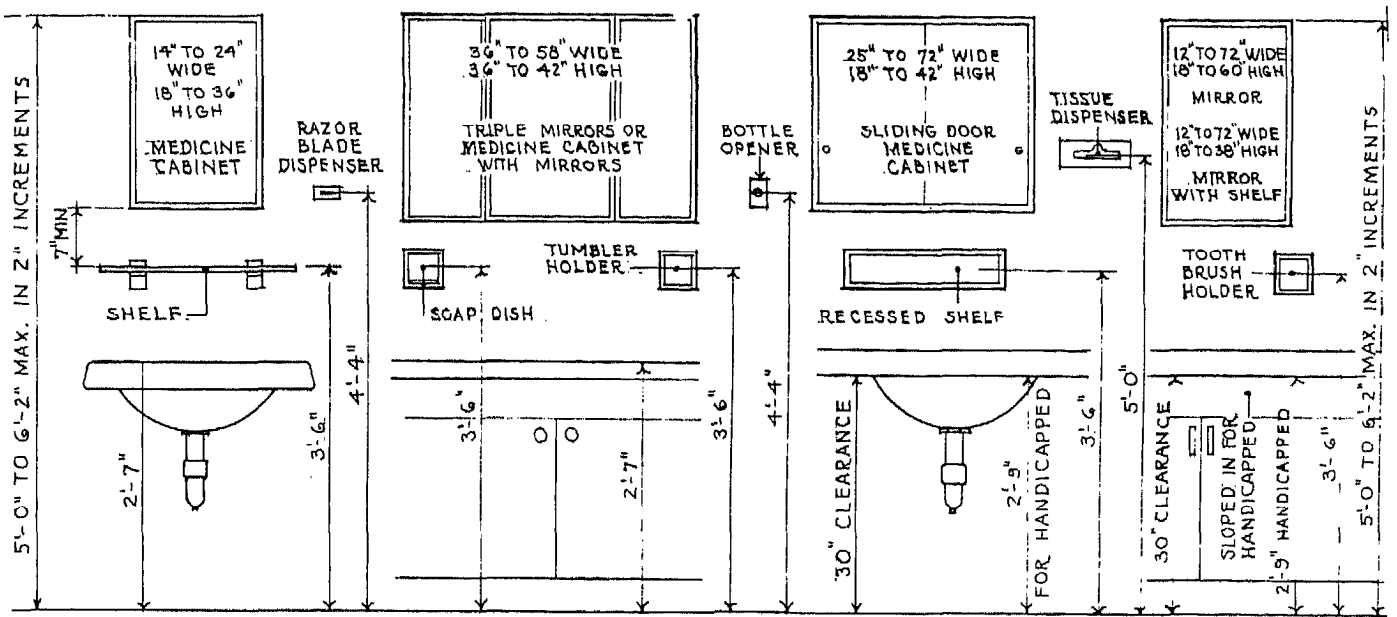 5'-0" TO 6'-2" MAX. IN 2" INCREMENTS
14" TO 24"
WIDE
18" TO 36"
HIGH
MEDICINE
CABINET
7" MIN
SHELF
2'-7"
3'-6"
RAZOR
BLADE
DISPENSER
4'-4"
36" TO 58" WIDE
36" TO 42" HIGH
TRIPLE MIRRORS OR
MEDICINE CABINET
WITH MIRRORS
SOAP DISH
TUMBLER
HOLDER
3'-6"
2'-7"
3'-6"
BOTTLE
OPENER
4'-4"
25" TO 72" WIDE
18" TO 42" HIGH
SLIDING DOOR
MEDICINE
CABINET
RECESSED SHELF
30" CLEARANCE
2'-9"
FOR HANDICAPPED
3'-6"
TISSUE
DISPENSER
5'-0"
12" TO 72" WIDE
18" TO 60" HIGH
MIRROR
12" TO 72" WIDE
18" TO 38" HIGH
MIRROR
WITH SHELF
TOOTH
BRUSH
HOLDER
30" CLEARANCE
SLOPED IN FOR
HANDICAPPED
2'-9" HANDICAPPED
3'-6"
5'-0" TO 6'-2" MAX. IN 2" INCREMENTS